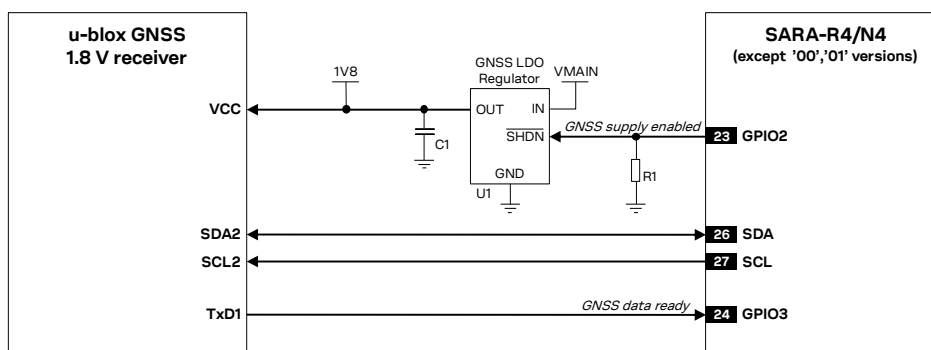 u-blox GNSS
1.8 V receiver
SARA-R4/N4
(except '00','01' versions)
GNSS LDO
Regulator
1V8
VMAIN
VCC
OUT
IN
C1
SHDN
GNSS supply enabled
23 GPIO2
GND
U1
R1
SDA2
26 SDA
SCL2
27 SCL
TxD1
GNSS data ready
24 GPIO3